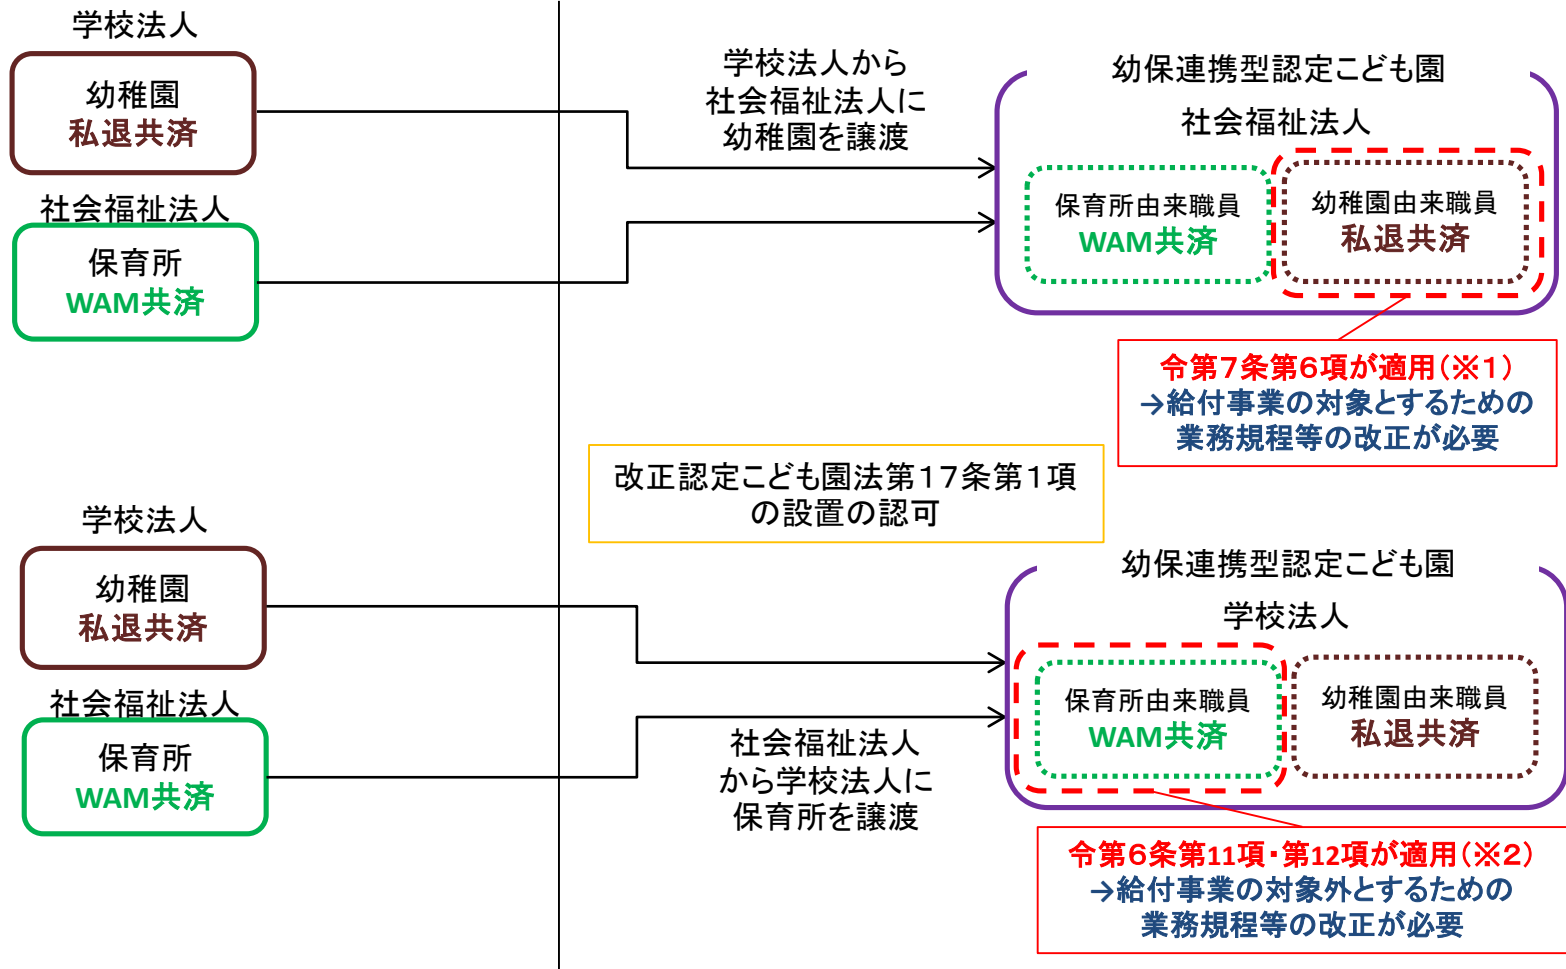 学校法人
幼稚園
私退共済
社会福祉法人
保育所
WAM共済
学校法人から
社会福祉法人に
幼稚園を譲渡
幼保連携型認定こども園
社会福祉法人
保育所由来職員
WAM共済
幼稚園由来職員
私退共済
令第７条第６項が適用(※１)
→給付事業の対象とするための
業務規程等の改正が必要
改正認定こども園法第１７条第１項
の設置の認可
学校法人
幼稚園
私退共済
社会福祉法人
保育所
WAM共済
社会福祉法人
から学校法人に
保育所を譲渡
幼保連携型認定こども園
学校法人
保育所由来職員
WAM共済
幼稚園由来職員
私退共済
令第６条第11項・第12項が適用(※２)
→給付事業の対象外とするための
業務規程等の改正が必要